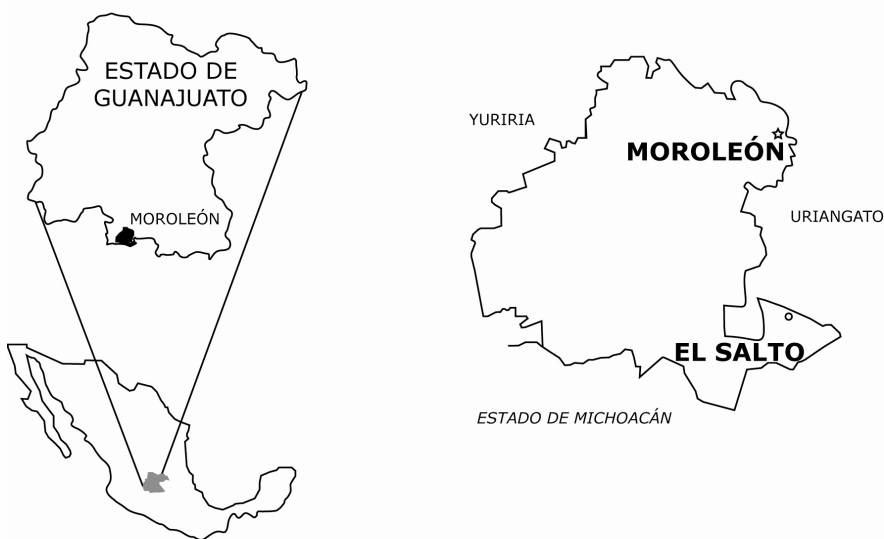 ESTADO DE
GUANAJUATO
MOROLEÓN
YURIRIA
MOROLEÓN
URIANGATO
EL SALTO
ESTADO DE MICHOACÁN